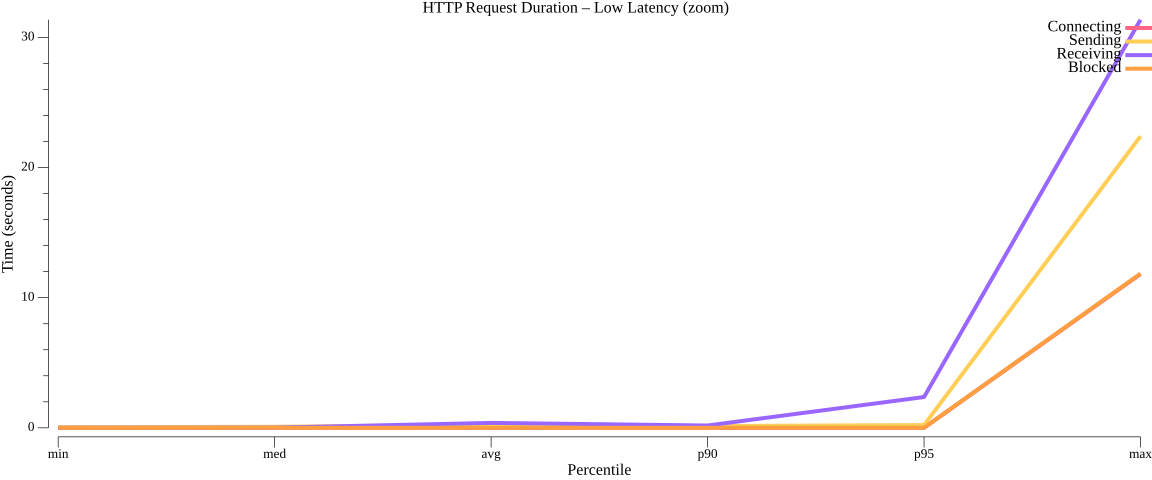 HTTP Request Duration – Low Latency (zoom)
Connecting
Sending
Receiving
Blocked
Time (seconds)
30
20
10
0
min med avg p90 p95 max
Percentile